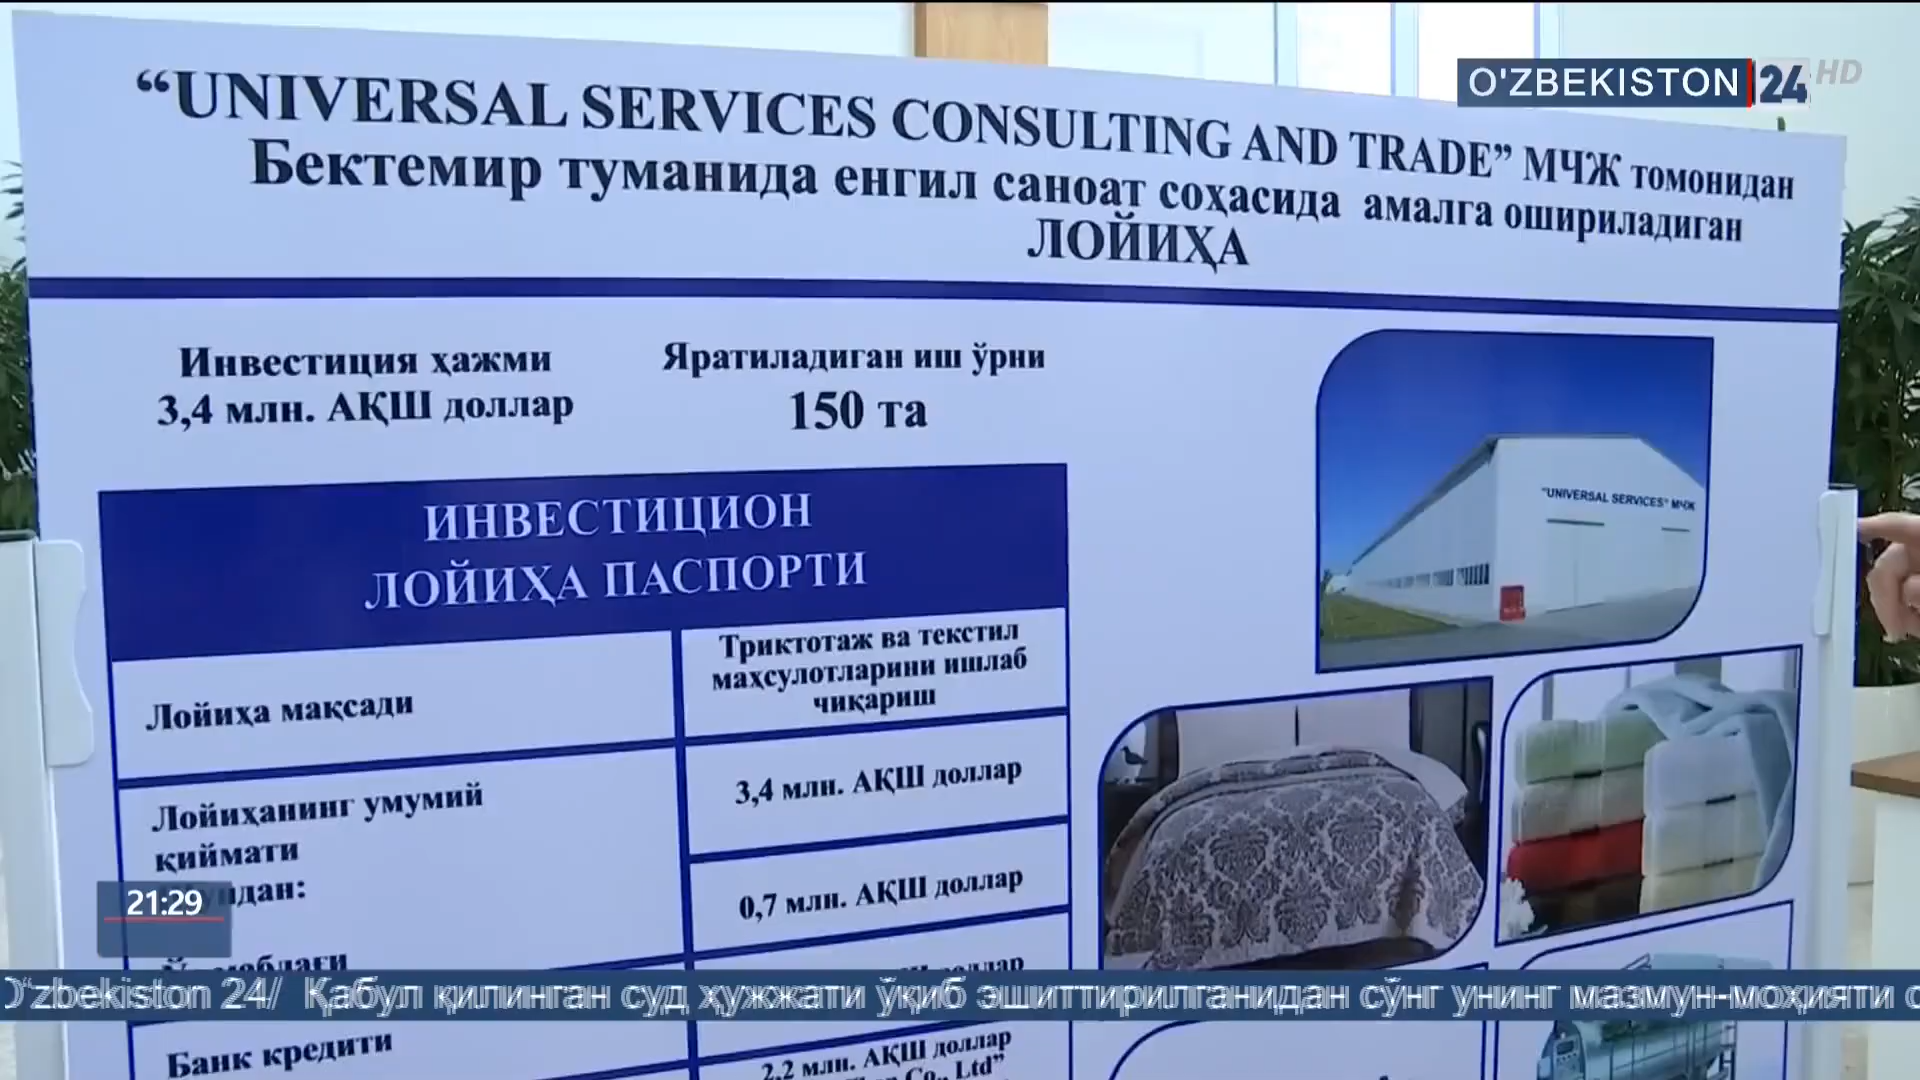 O'ZBEKISTON 24 HD
“UNIVERSAL SERVICES CONSULTING AND TRADE” МЧЖ томонидан
Бектемир туманида енгил саноат соҳасида амалга ошириладиган
ЛОЙИҲА
Инвестиция ҳажми
3,4 млн. АҚШ доллар
Яратиладиган иш ўрни
150 та
"UNIVERSAL SERVICES" МЧЖ
ИНВЕСТИЦИОН
ЛОЙИҲА ПАСПОРТИ
Лойиҳа мақсади
Триктотаж ва текстил
маҳсулотларини ишлаб
чиқариш
Лойиҳанинг умумий
қиймати
3,4 млн. АҚШ доллар
0,7 млн. АҚШ доллар
21:29
доллар
O‘zbekiston 24/ Қабул қилинган суд ҳужжати ўқиб эшиттирилганидан сўнг унинг мазмун-моҳияти
Банк кредити
2,2 млн. АҚШ доллар
Co., Ltd”